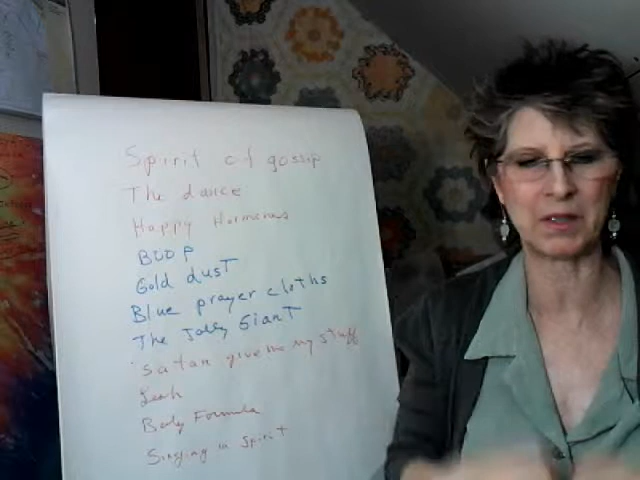 Spirit of gossip
The dance
Happy Hormones
BUDP
Gold dust
Blue prayer cloths
The Jolly Giant
satan give me my stuff
Leah
Body Formula
Singing in Spirit